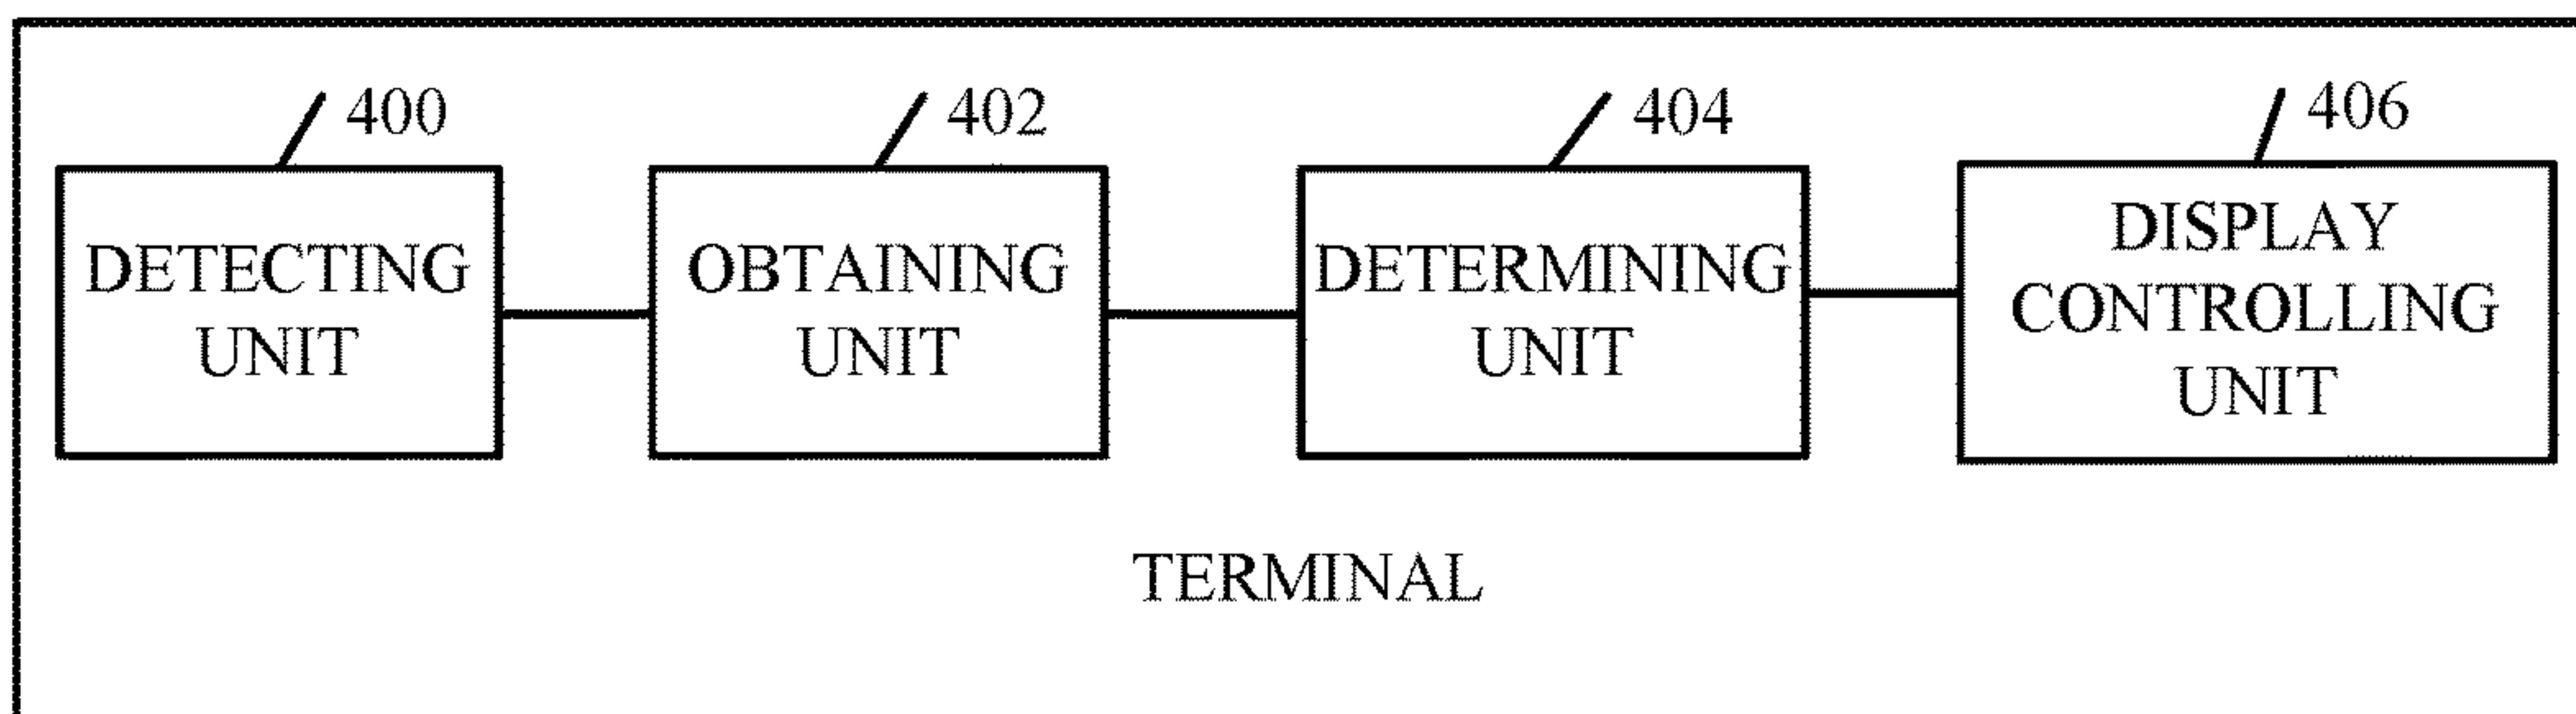 400
402
404
406
DETECTING
UNIT
OBTAINING
UNIT
DETERMINING
UNIT
DISPLAY
CONTROLLING
UNIT
TERMINAL